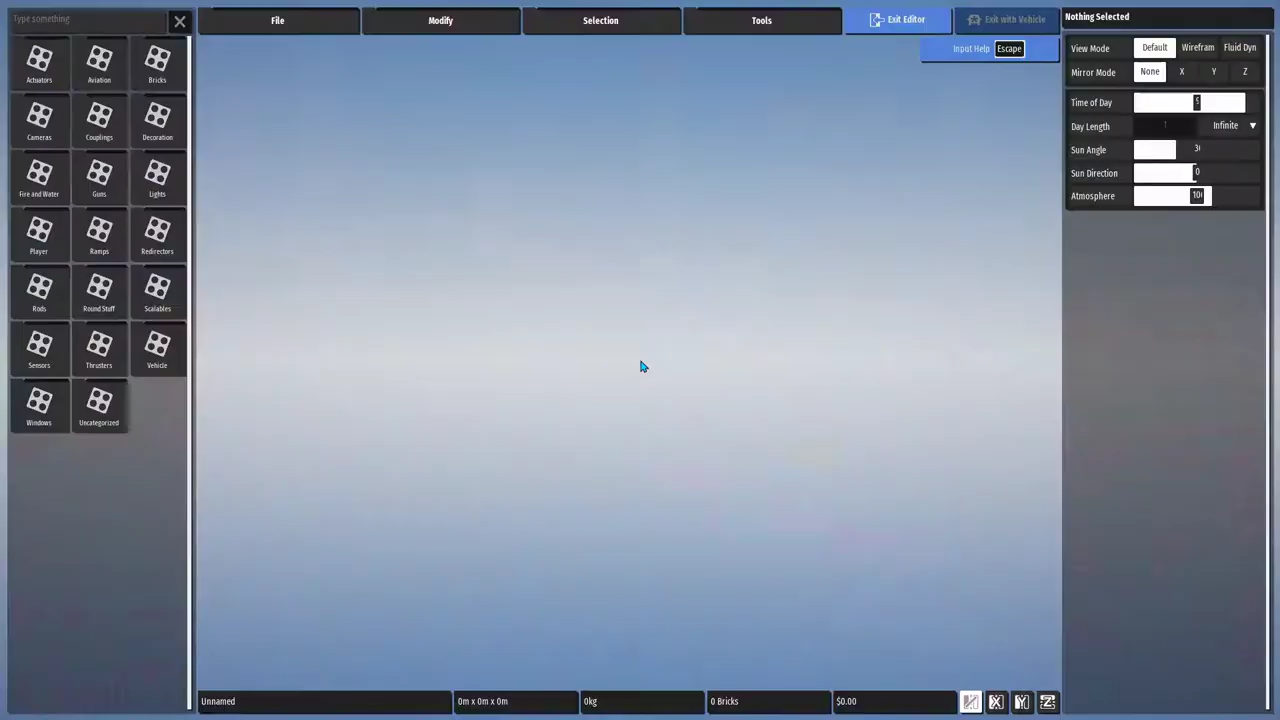 Type something
File
Modify
Selection
Tools
Exit Editor
Exit with Vehicle
Nothing Selected
Input Help Escape
View Mode Default Wirefram Fluid Dyn
Mirror Mode None X Y Z
Time of Day
Day Length Infinite
Sun Angle
Sun Direction 0
Atmosphere
Actuators Aviation Bricks
Cameras Couplings Decoration
Fire and Water Guns Lights
Player Ramps Redirectors
Rods Round Stuff Scalables
Sensors Thrusters Vehicle
Windows Uncategorized
Unnamed
0m x 0m x 0m
0kg
0 Bricks
$0.00
X Y Z